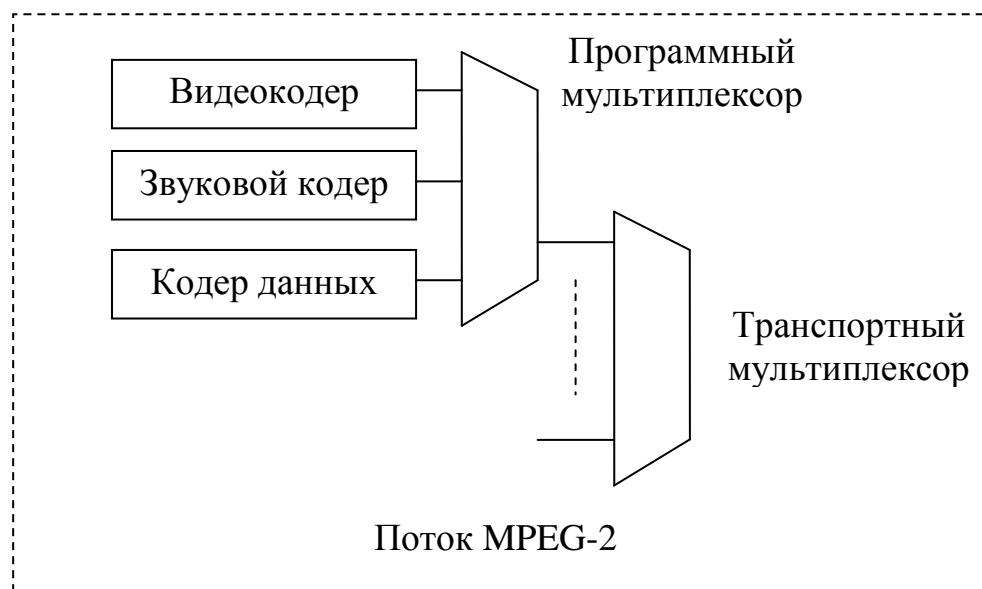 Программный
мультиплексор
Видеокодер
Звуковой кодер
Кодер данных
Транспортный
мультиплексор
Поток MPEG-2